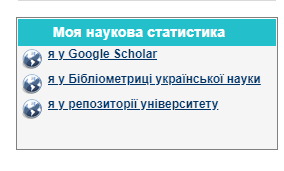 Моя наукова статистика
я у Google Scholar
я у Бібліометриці української науки
я у репозиторії університету